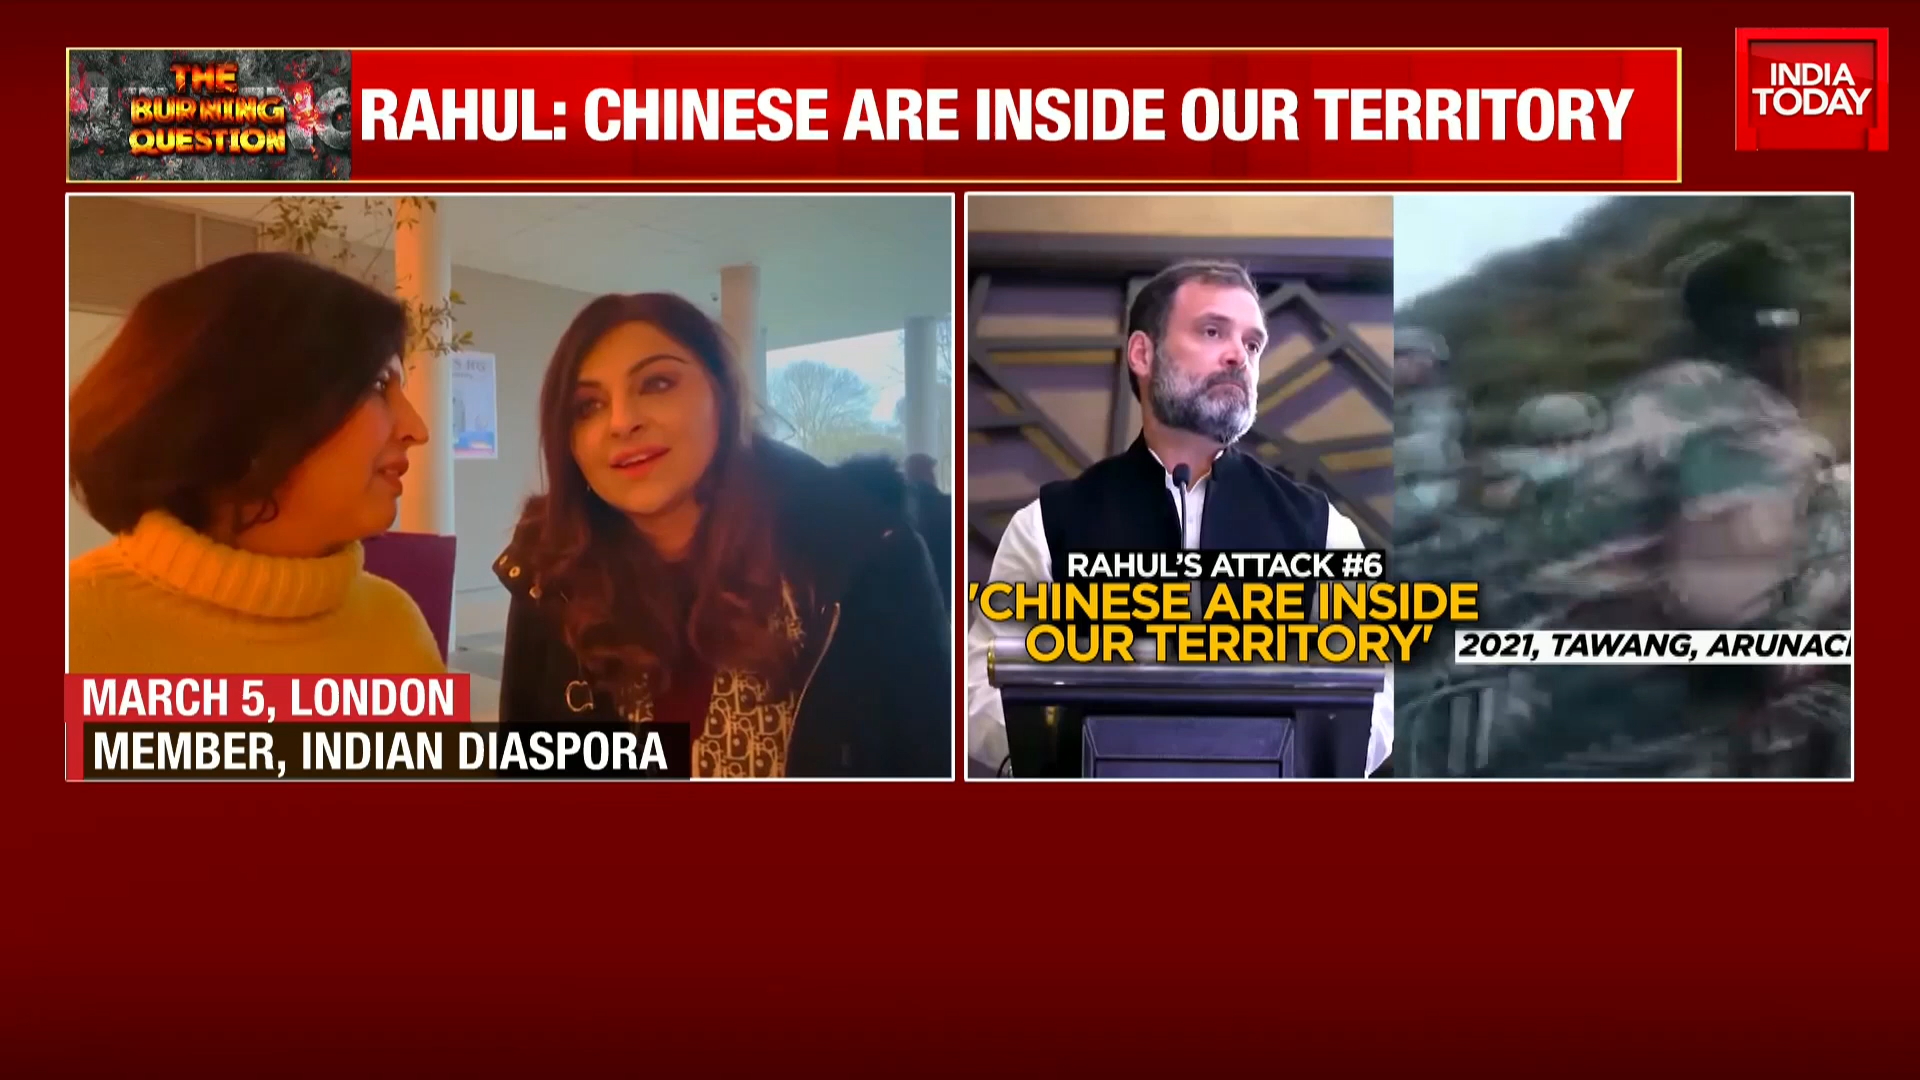 THE
BURNING
QUESTION
RAHUL: CHINESE ARE INSIDE OUR TERRITORY
INDIA
TODAY
MARCH 5, LONDON
MEMBER, INDIAN DIASPORA
RAHUL'S ATTACK #6
'CHINESE ARE INSIDE
OUR TERRITORY'
2021, TAWANG, ARUNAC